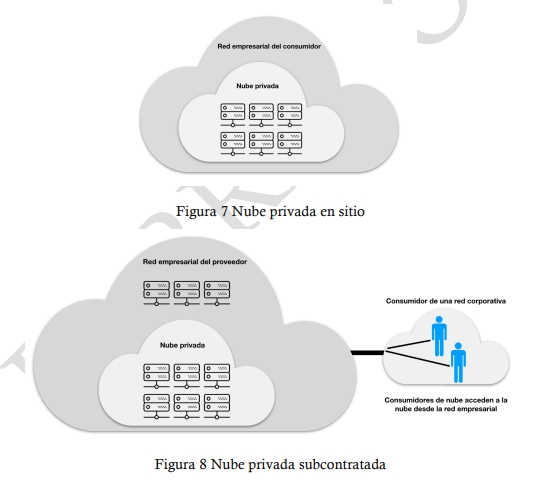 Red empresarial del consumidor
Nube privada
Figura 7 Nube privada en sitio
Red empresarial del proveedor
Nube privada
Consumidor de una red corporativa
Consumidores de nube acceden a la
nube desde la red empresarial
Figura 8 Nube privada subcontratada